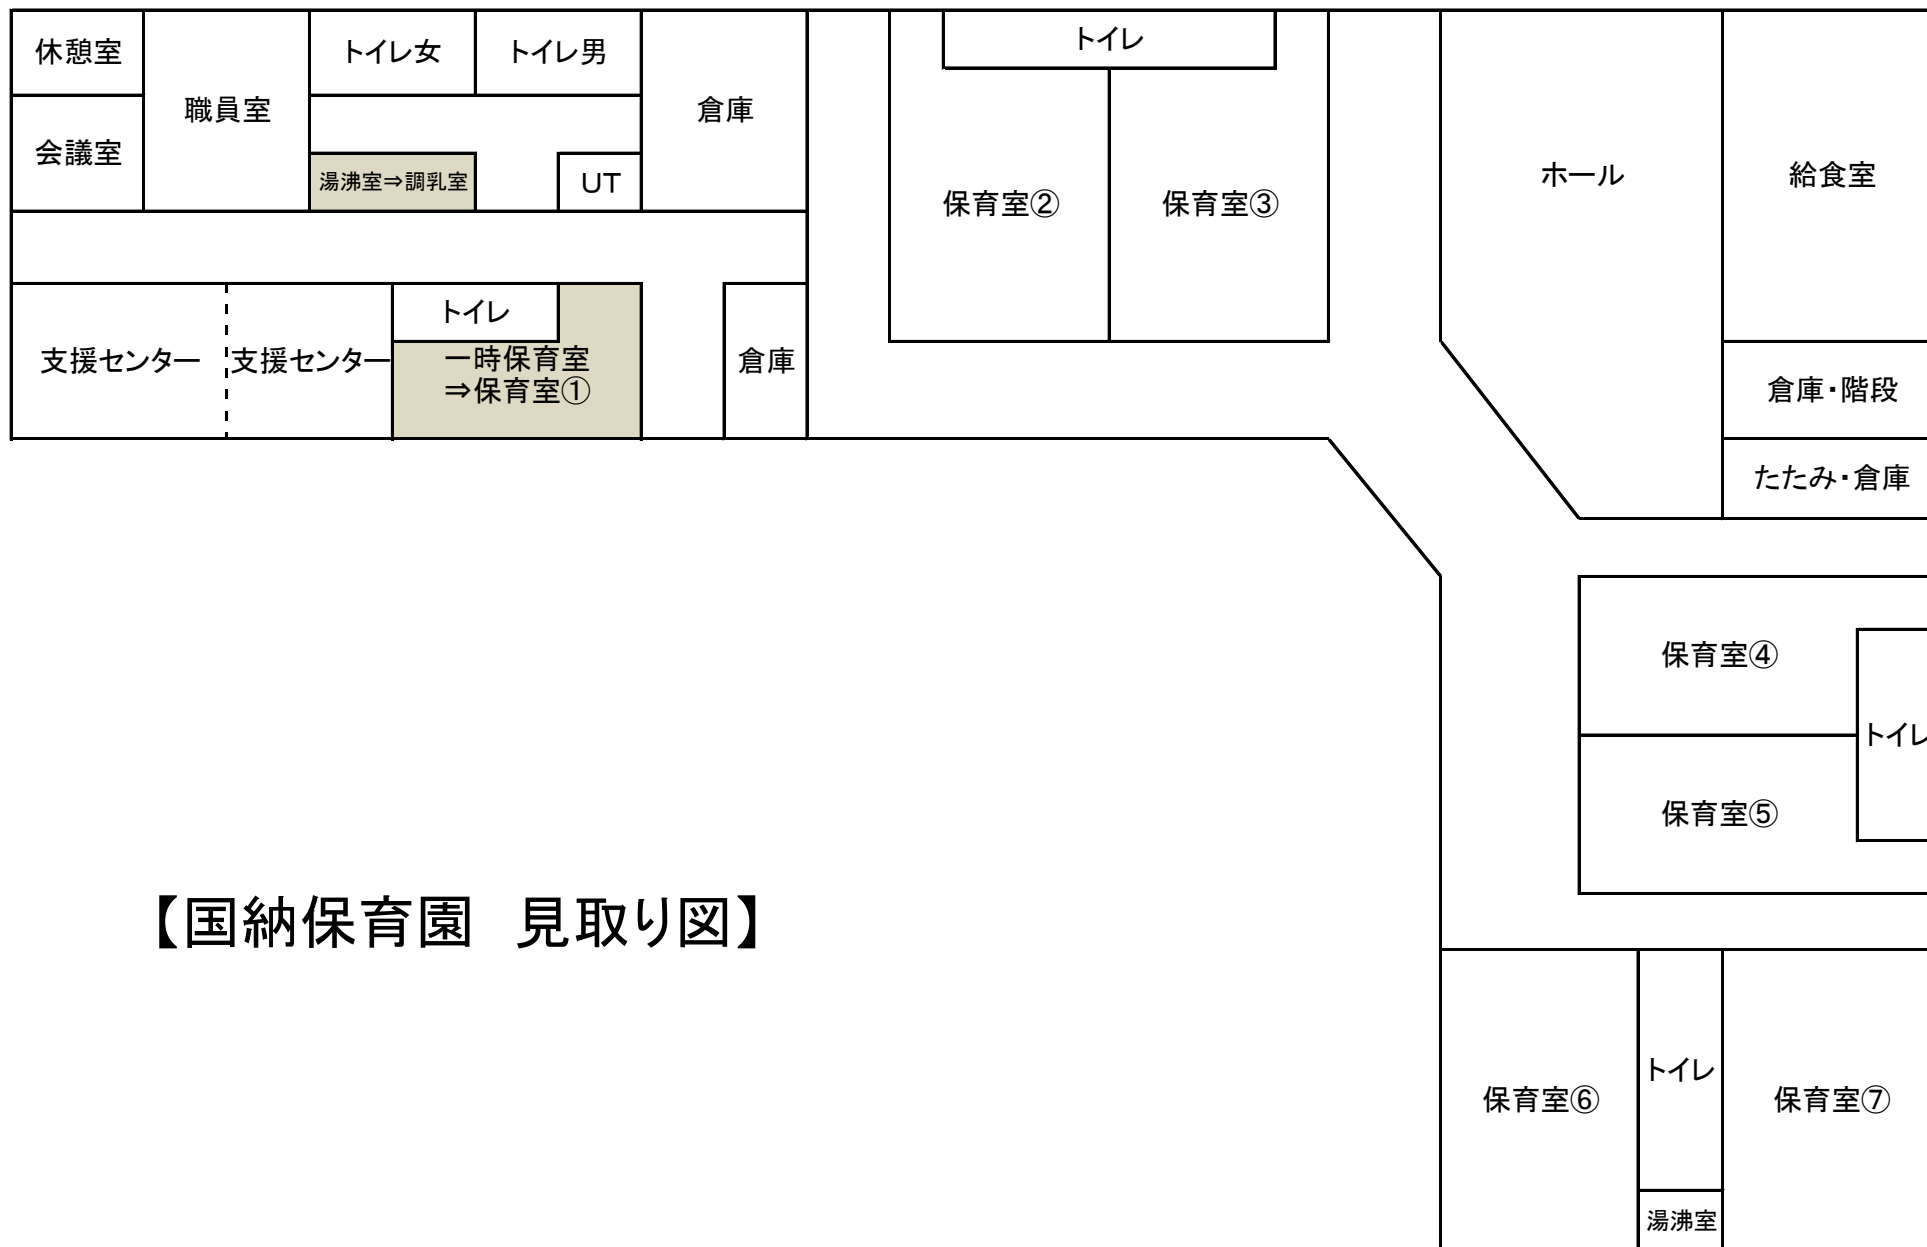 休憩室
トイレ女
トイレ男
トイレ
職員室
倉庫
会議室
湯沸室⇒調乳室
UT
保育室②
保育室③
ホール
給食室
トイレ
支援センター
支援センター
一時保育室
⇒保育室①
倉庫
倉庫・階段
たたみ・倉庫
保育室④
トイレ
保育室⑤
【国納保育園　見取り図】
保育室⑥
トイレ
保育室⑦
湯沸室